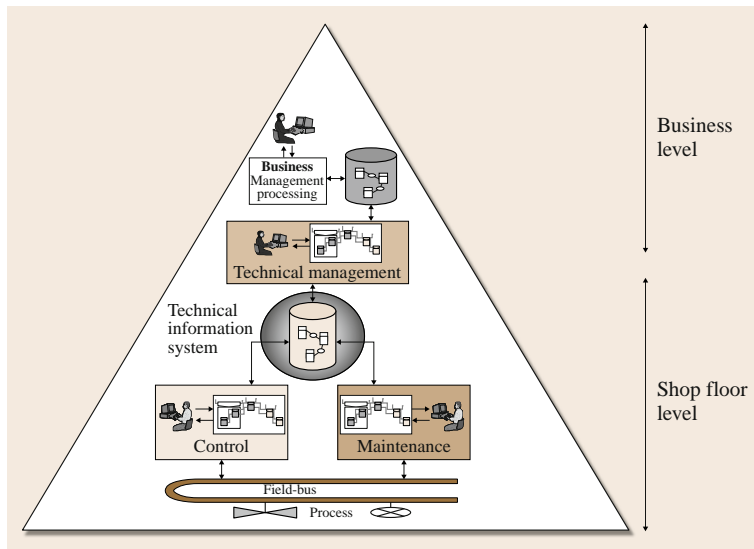 Business
Management
processing
Business
level
Technical management
Technical
information
system
Shop floor
level
Control
Maintenance
Field-bus
Process